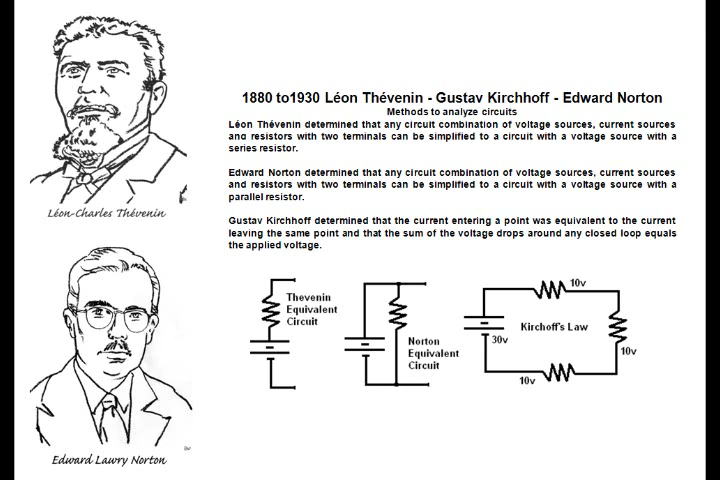 1880 to1930 Léon Thévenin - Gustav Kirchhoff - Edward Norton
Methods to analyze circuits
Léon Thévenin determined that any circuit combination of voltage sources, current sources
and resistors with two terminals can be simplified to a circuit with a voltage source with a
series resistor.
Edward Norton determined that any circuit combination of voltage sources, current sources
and resistors with two terminals can be simplified to a circuit with a voltage source with a
parallel resistor.
Gustav Kirchhoff determined that the current entering a point was equivalent to the current
leaving the same point and that the sum of the voltage drops around any closed loop equals
the applied voltage.
Léon-Charles Thévenin
Edward Lawry Norton
Thevenin
Equivalent
Circuit
Norton
Equivalent
Circuit
10v
Kirchoff's Law
30v
10v
10v